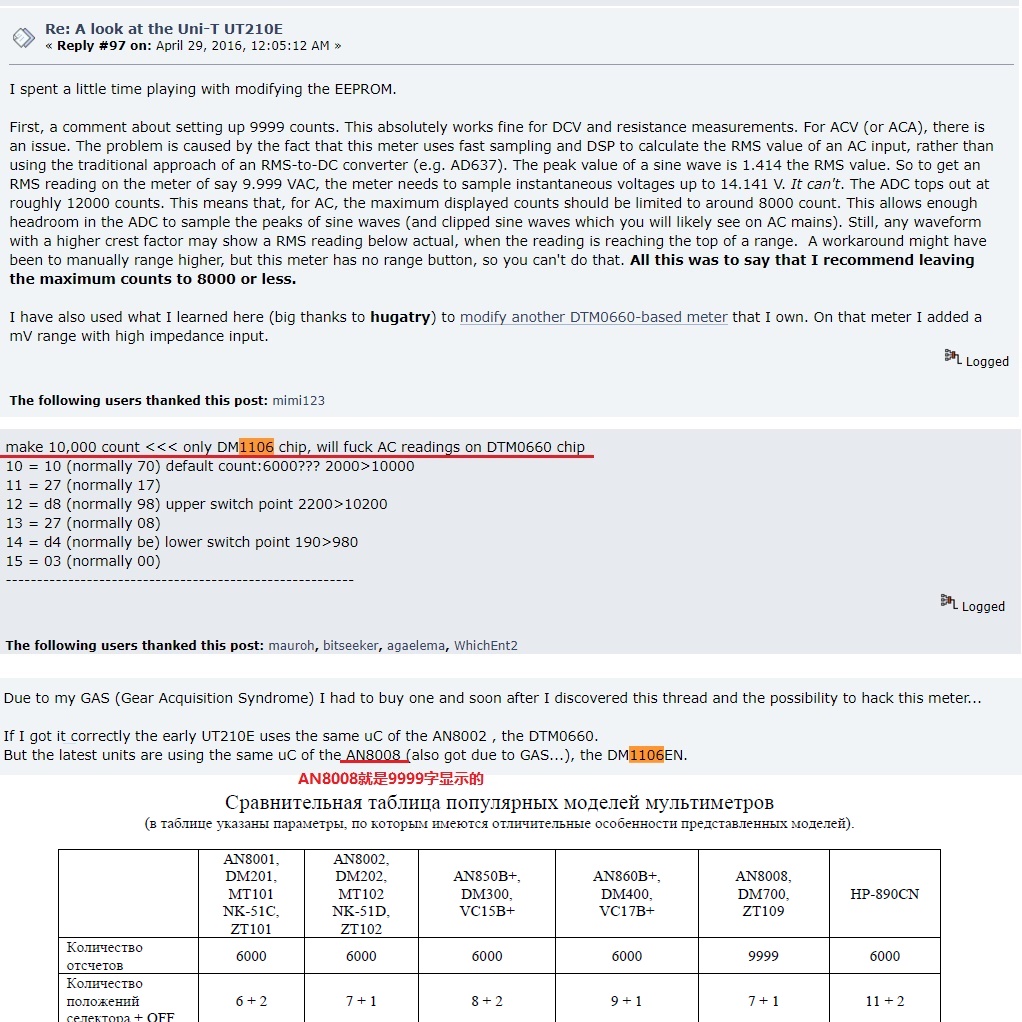 Re: A look at the Uni-T UT210E
« Reply #97 on: April 29, 2016, 12:05:12 AM »
I spent a little time playing with modifying the EEPROM.
First, a comment about setting up 9999 counts. This absolutely works fine for DCV and resistance measurements. For ACV (or ACA), there is
an issue. The problem is caused by the fact that this meter uses fast sampling and DSP to calculate the RMS value of an AC input, rather than
using the traditional approach of an RMS-to-DC converter (e.g. AD637). The peak value of a sine wave is 1.414 the RMS value. So to get an
RMS reading on the meter of say 9.999 VAC, the meter needs to sample instantaneous voltages up to 14.141 V. It can't. The ADC tops out at
roughly 12000 counts. This means that, for AC, the maximum displayed counts should be limited to around 8000 count. This allows enough
headroom in the ADC to sample the peaks of sine waves (and clipped sine waves which you will likely see on AC mains). Still, any waveform
with a higher crest factor may show a RMS reading below actual, when the reading is reaching the top of a range. A workaround might have
been to manually range higher, but this meter has no range button, so you can't do that. All this was to say that I recommend leaving
the maximum counts to 8000 or less.
I have also used what I learned here (big thanks to hugatry) to modify another DTM0660-based meter that I own. On that meter I added a
mV range with high impedance input.
Logged
The following users thanked this post: mimi123
make 10,000 count <<< only DM1106 chip, will fuck AC readings on DTM0660 chip
10 = 10 (normally 70) default count:6000??? 2000>10000
11 = 27 (normally 17)
12 = d8 (normally 98) upper switch point 2200>10200
13 = 27 (normally 08)
14 = d4 (normally be) lower switch point 190>980
15 = 03 (normally 00)
--------------------------------------------------------
Logged
The following users thanked this post: mauroh, bitseeker, agaelema, WhichEnt2
Due to my GAS (Gear Acquisition Syndrome) I had to buy one and soon after I discovered this thread and the possibility to hack this meter...
If I got it correctly the early UT210E uses the same uC of the AN8002 , the DTM0660.
But the latest units are using the same uC of the AN8008 (also got due to GAS...), the DM1106EN.
AN8008就是9999字显示的
Сравнительная таблица популярных моделей мультиметров
(в таблице указаны параметры, по которым имеются отличительные особенности представленных моделей).
AN8001,
DM201,
MT101
NK-51C,
ZT101
AN8002,
DM202,
MT102
NK-51D,
ZT102
AN850B+,
DM300,
VC15B+
AN860B+,
DM400,
VC17B+
AN8008,
DM700,
ZT109
HP-890CN
Количество
отсчетов
6000
6000
6000
6000
9999
6000
Количество
положений
селектора + OFF
6 + 2
7 + 1
8 + 2
9 + 1
7 + 1
11 + 2